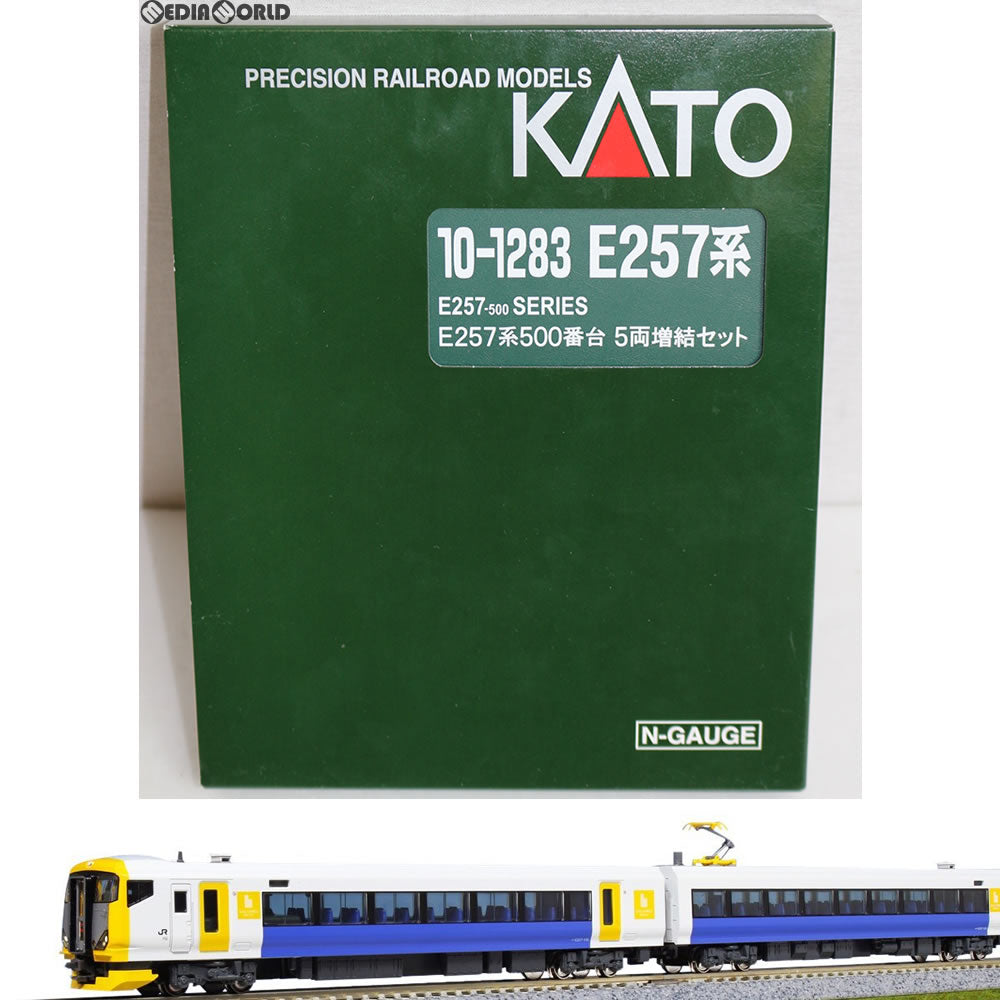 MEDIAWORLD
PRECISION RAILROAD MODELS
KATO
10-1283 E257系
E257-500 SERIES
E257系500番台 5両増結セット
N-GAUGE
JR